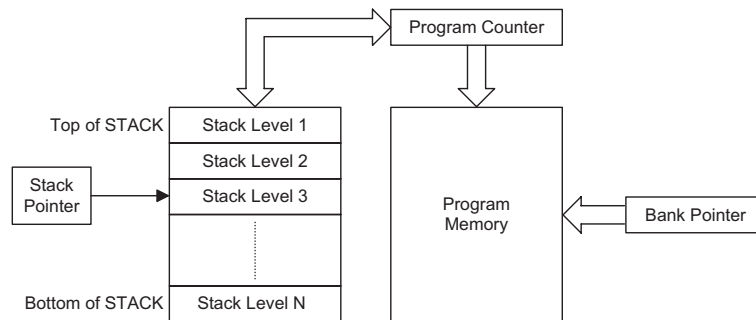 Program Counter
Top of STACK
Stack Level 1
Stack Level 2
Stack
Pointer
Stack Level 3
Program
Memory
Bank Pointer
Bottom of STACK
Stack Level N